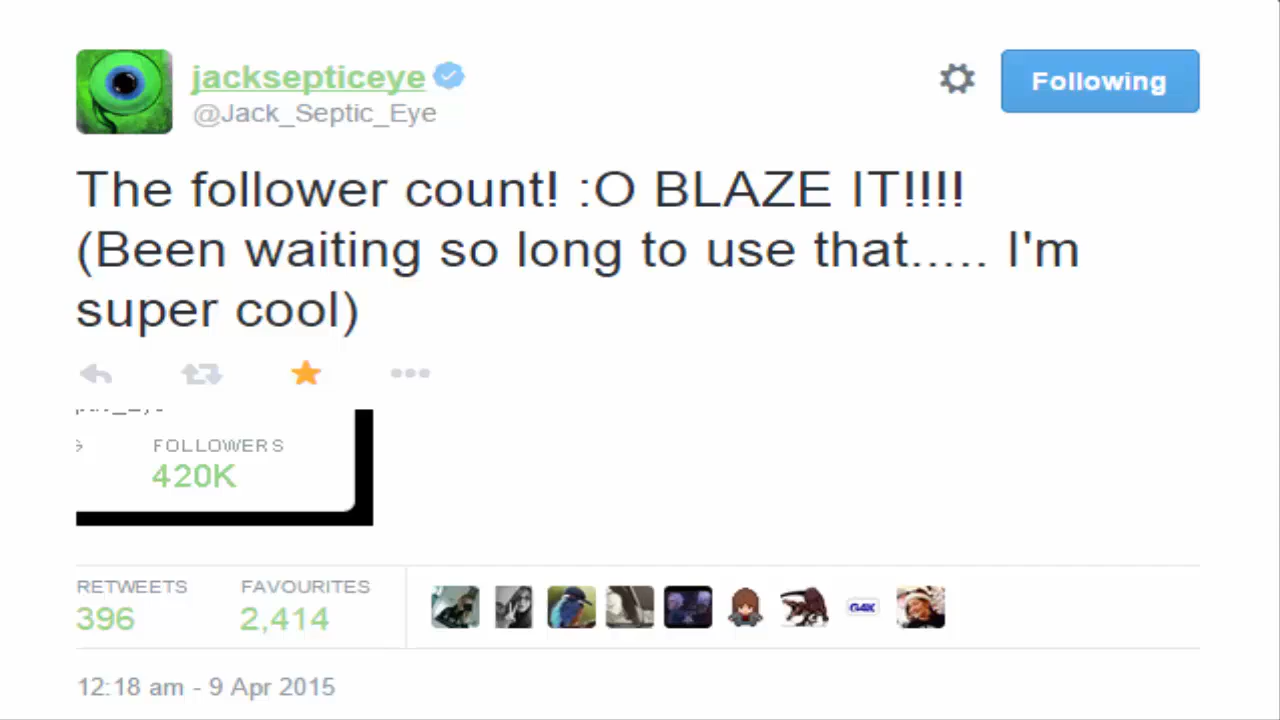 jacksepticeye
@Jack_Septic_Eye
Following
The follower count! :O BLAZE IT!!!!
(Been waiting so long to use that..... I'm
super cool)
FOLLOWERS
420K
RETWEETS
396
FAVOURITES
2,414
G4K
12:18 am - 9 Apr 2015